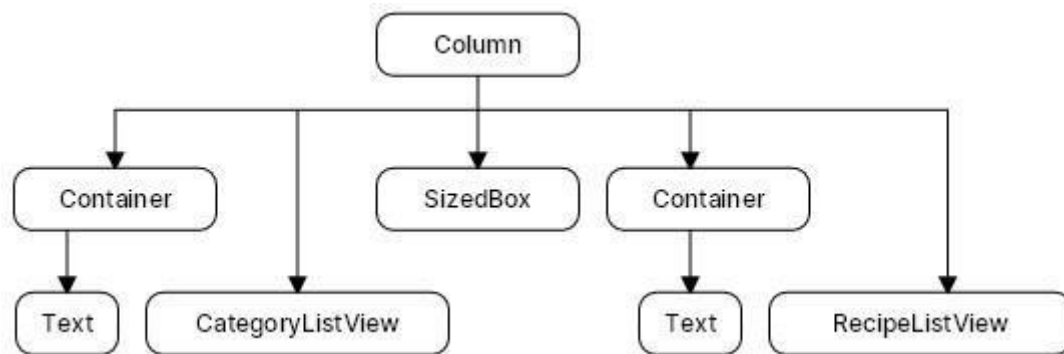 Column
Container
SizedBox
Container
Text
CategoryListView
Text
RecipeListView